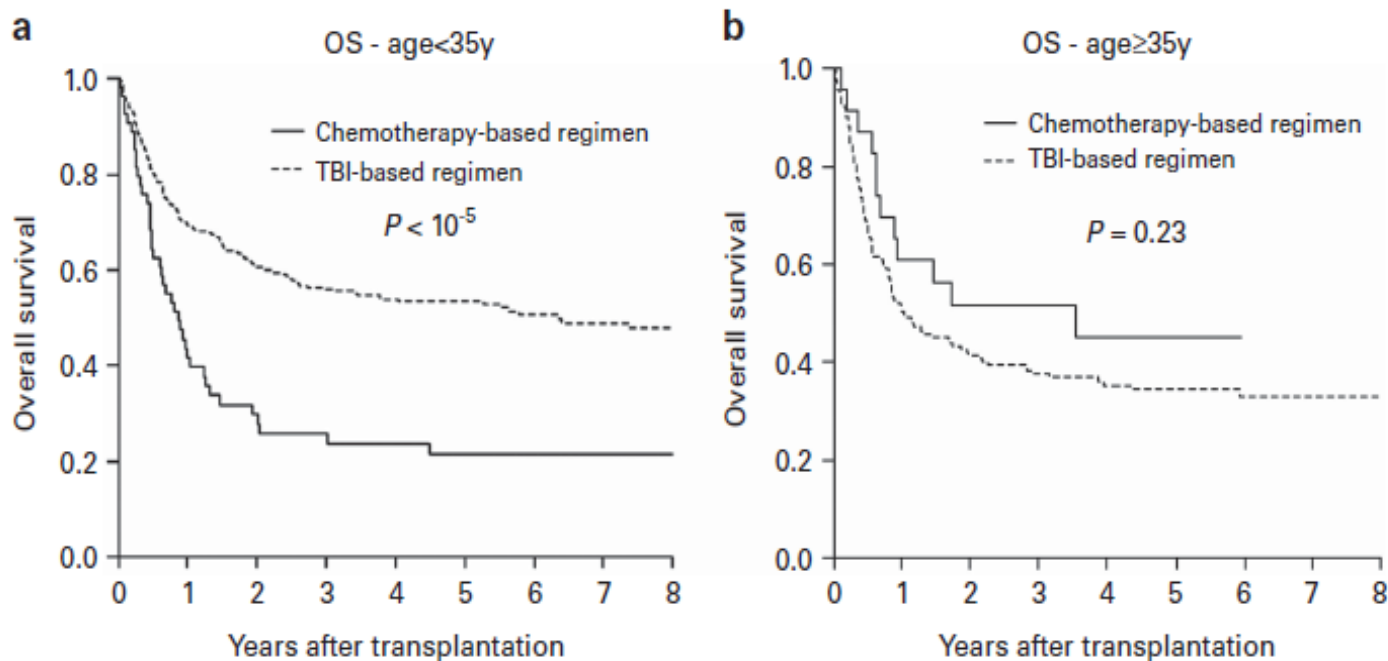 a
OS - age<35y
1.0
0.8
0.6
0.4
0.2
0.0
Overall survival
Chemotherapy-based regimen
TBI-based regimen
P < 10-5
0 1 2 3 4 5 6 7 8
Years after transplantation
b
OS - age≥35y
1.0
0.8
0.6
0.4
0.2
0.0
Overall survival
Chemotherapy-based regimen
TBI-based regimen
P = 0.23
0 1 2 3 4 5 6 7 8
Years after transplantation